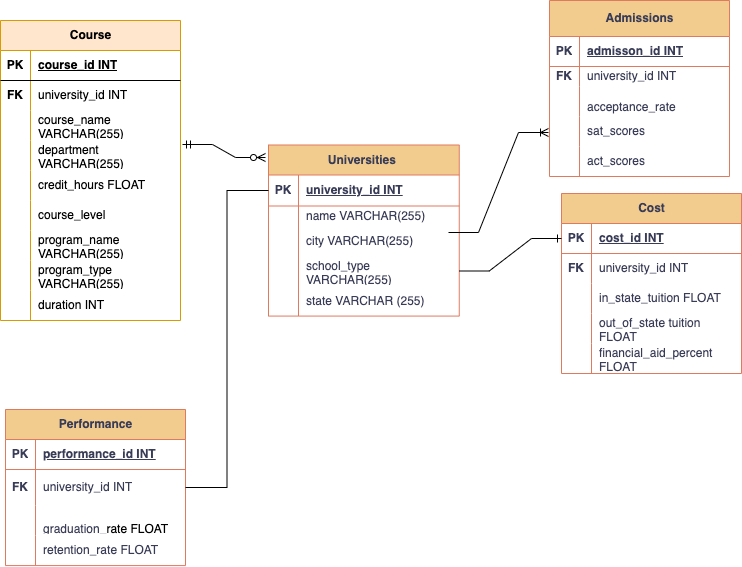 Course
PK course_id INT
FK university_id INT
course_name
VARCHAR(255)
department
VARCHAR(255)
credit_hours FLOAT
course_level
program_name
VARCHAR(255)
program_type
VARCHAR(255)
duration INT
Universities
PK university_id INT
name VARCHAR(255)
city VARCHAR(255)
school_type
VARCHAR(255)
state VARCHAR (255)
Admissions
PK admisson_id INT
FK university_id INT
acceptance_rate
sat_scores
act_scores
Cost
PK cost_id INT
FK university_id INT
in_state_tuition FLOAT
out_of_state tuition
FLOAT
financial_aid_percent
FLOAT
Performance
PK performance_id INT
FK university_id INT
graduation_rate FLOAT
retention_rate FLOAT